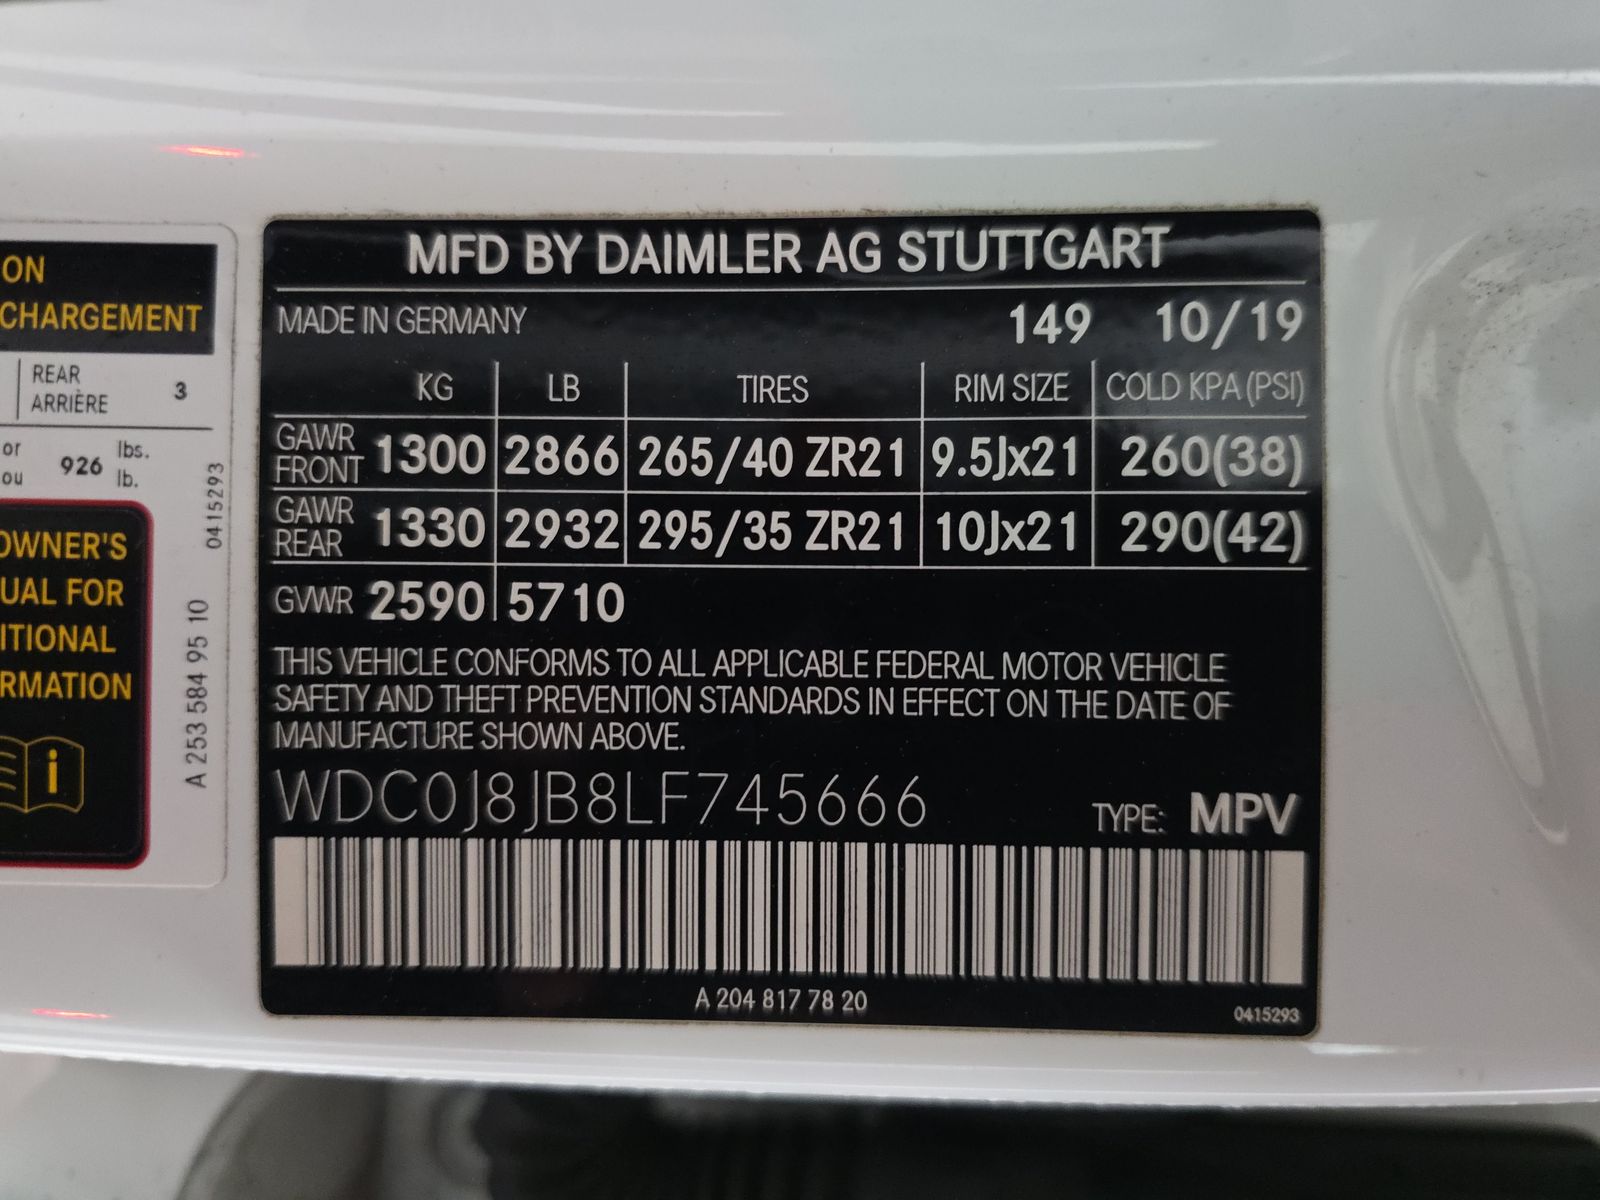 ON
CHARGEMENT
REAR
ARRIÈRE 3
or
ou 926 lbs.
lb.
OWNER'S
UAL FOR
ITIONAL
RMATION
i
0415293
A 253 584 95 10
MFD BY DAIMLER AG STUTTGART
MADE IN GERMANY 149 10/19
KG LB TIRES RIM SIZE COLD KPA(PSI)
GAWR
FRONT 1300 2866 265/40 ZR21 9.5Jx21 260(38)
GAWR
REAR 1330 2932 295/35 ZR21 10Jx21 290(42)
GVWR 2590 5710
THIS VEHICLE CONFORMS TO ALL APPLICABLE FEDERAL MOTOR VEHICLE
SAFETY AND THEFT PREVENTION STANDARDS IN EFFECT ON THE DATE OF
MANUFACTURE SHOWN ABOVE.
WDC0J8JB8LF745666 TYPE: MPV
A 204 817 78 20
0415293